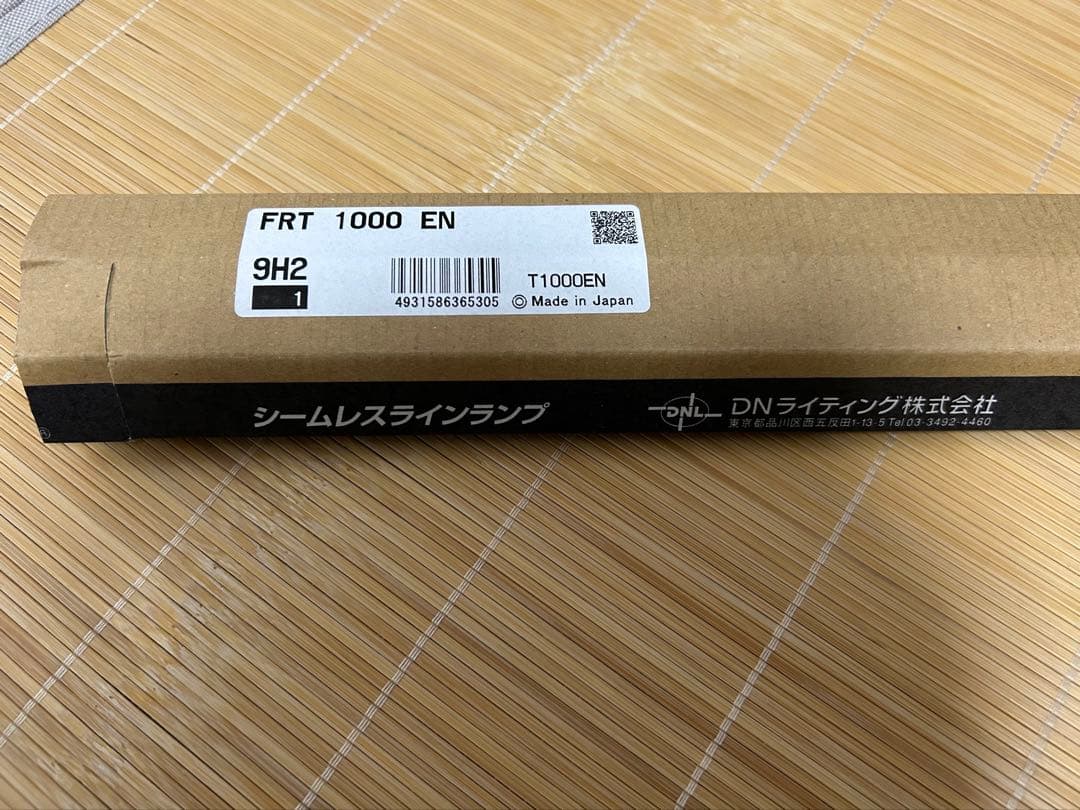 FRT 1000 EN
9H2
1
4931586365305
T1000EN
Ⓒ Made in Japan
シームレスラインランプ
DNL
DNライティング株式会社
東京都品川区西五反田1-13-5 Tel 03-3492-4460
®